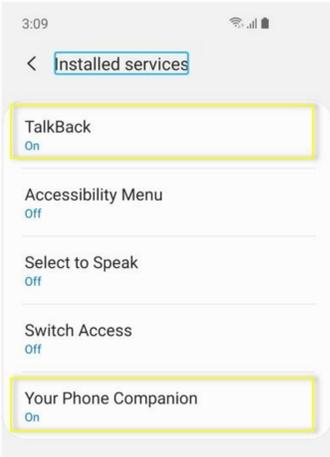 3:09
Installed services
TalkBack
On
Accessibility Menu
Off
Select to Speak
Off
Switch Access
Off
Your Phone Companion
On